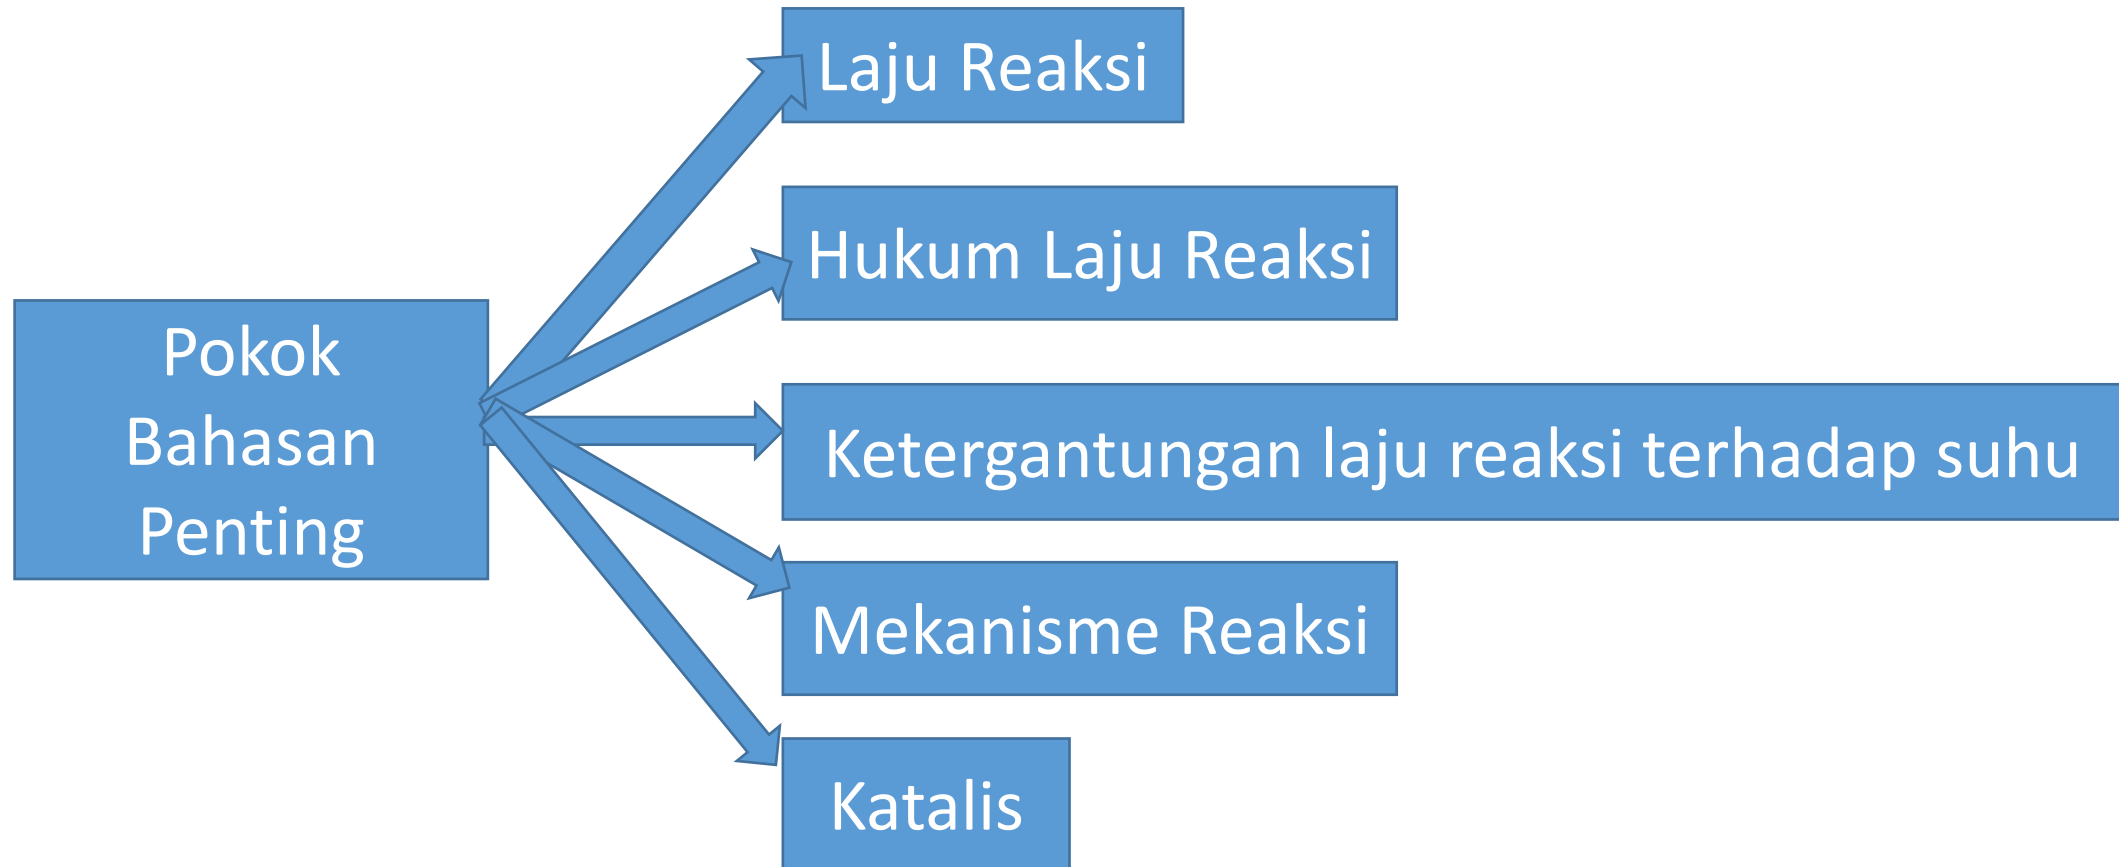 Pokok
Bahasan
Penting
Laju Reaksi
Hukum Laju Reaksi
Ketergantungan laju reaksi terhadap suhu
Mekanisme Reaksi
Katalis